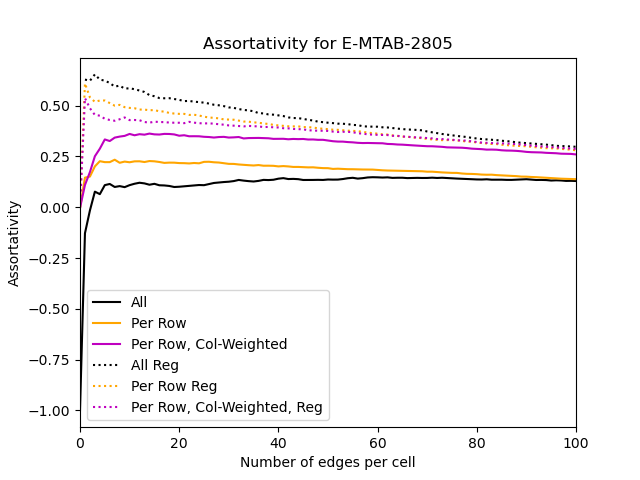 Assortativity for E-MTAB-2805
Assortativity
0.50
0.25
0.00
−0.25
−0.50
−0.75
−1.00
All
Per Row
Per Row, Col-Weighted
All Reg
Per Row Reg
Per Row, Col-Weighted, Reg
0 20 40 60 80 100
Number of edges per cell